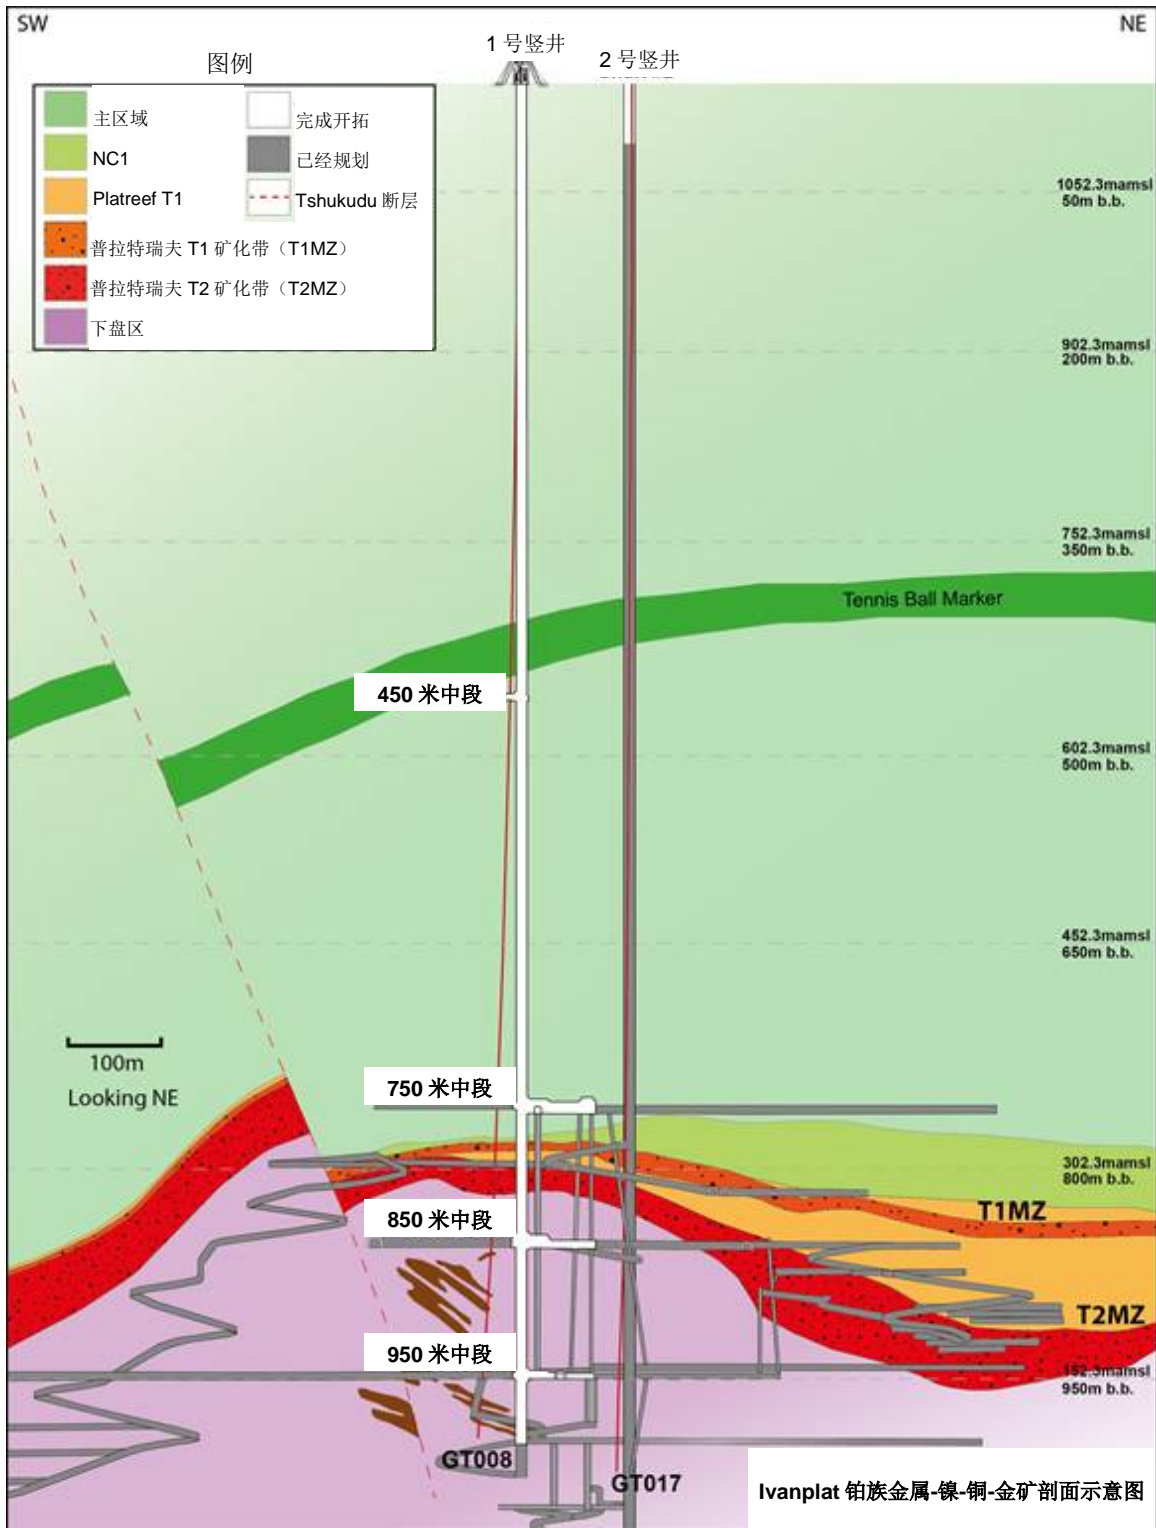 SW
NE
1 号竖井
2 号竖井
图例
主区域
完成开拓
NC1
已经规划
Platreef T1
Tshukudu 断层
普拉特瑞夫 T1 矿化带（T1MZ）
普拉特瑞夫 T2 矿化带（T2MZ）
下盘区
1052.3mamsl
50m b.b.
902.3mamsl
200m b.b.
752.3mamsl
350m b.b.
Tennis Ball Marker
450 米中段
602.3mamsl
500m b.b.
452.3mamsl
650m b.b.
100m
Looking NE
750 米中段
302.3mamsl
800m b.b.
T1MZ
850 米中段
T2MZ
950 米中段
152.3mamsl
950m b.b.
GT008
GT017
Ivanplat 铂族金属-镍-铜-金矿剖面示意图